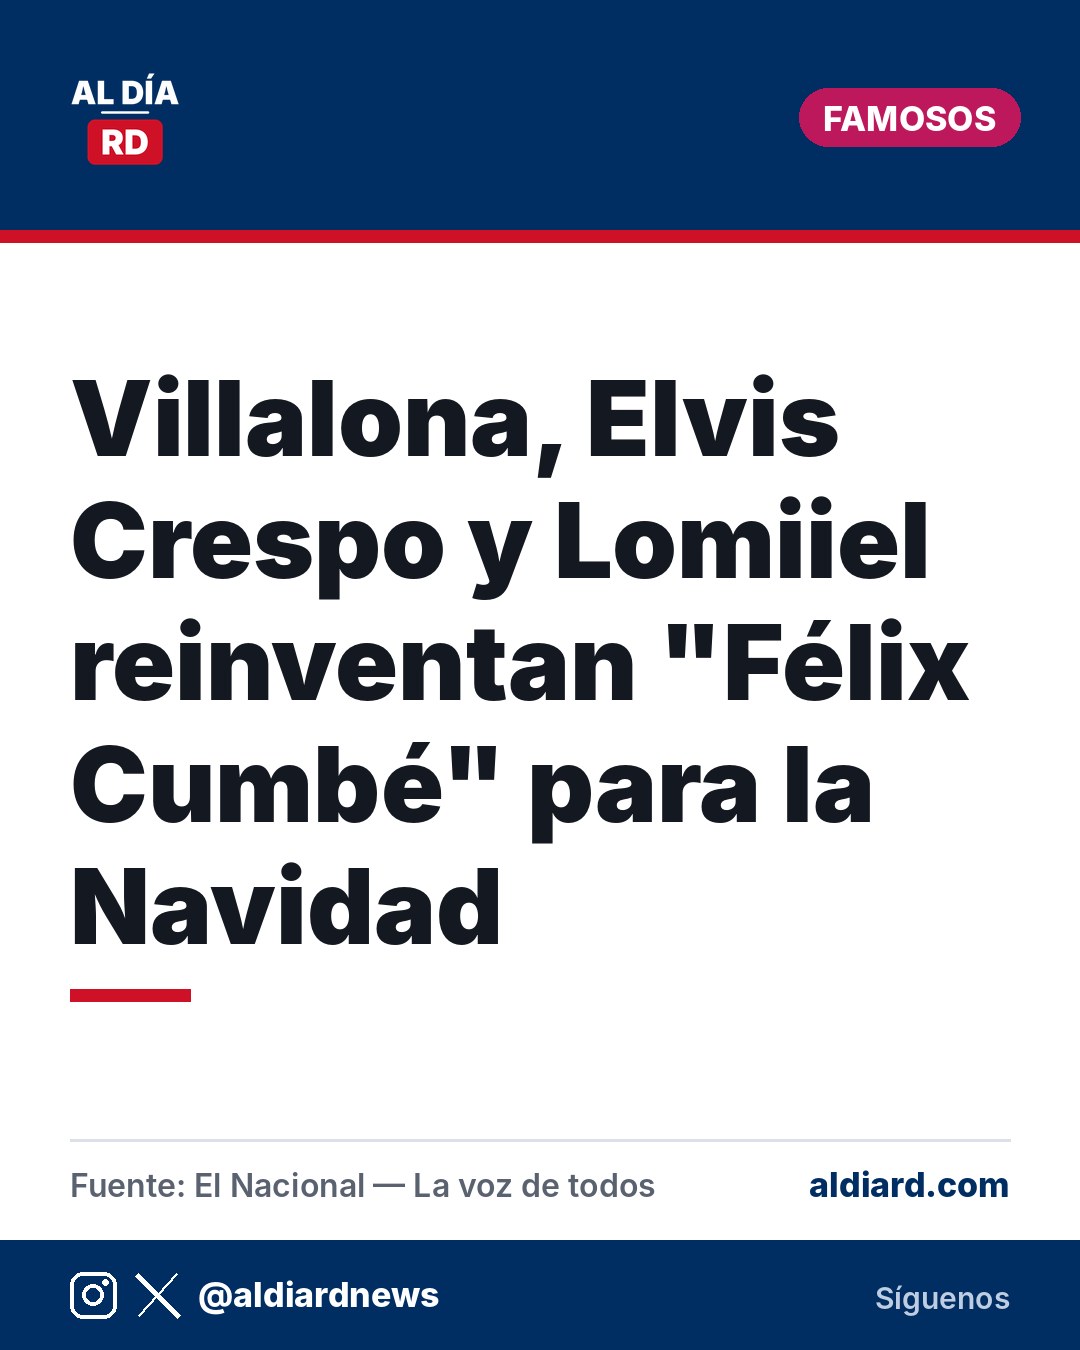 AL DÍA
RD
FAMOSOS
Villalona, Elvis
Crespo y Lomiiel
reinventan "Félix
Cumbé" para la
Navidad
Fuente: El Nacional — La voz de todos
aldiard.com
@aldiardnews
Síguenos